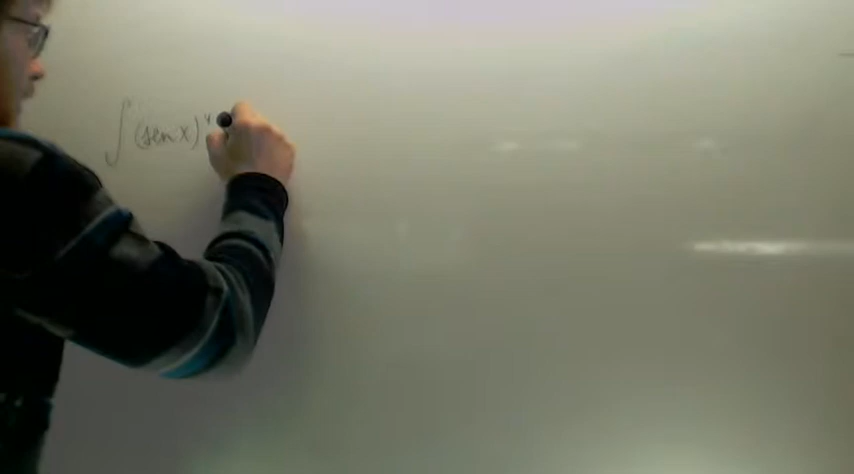 ∫ (sen x)⁴